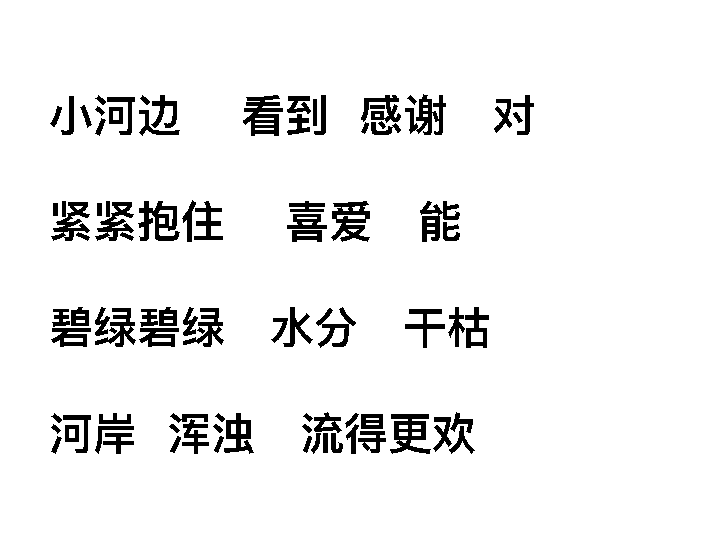 小河边 看到 感谢 对
紧紧抱住 喜爱 能
碧绿碧绿 水分 干枯
河岸 浑浊 流得更欢